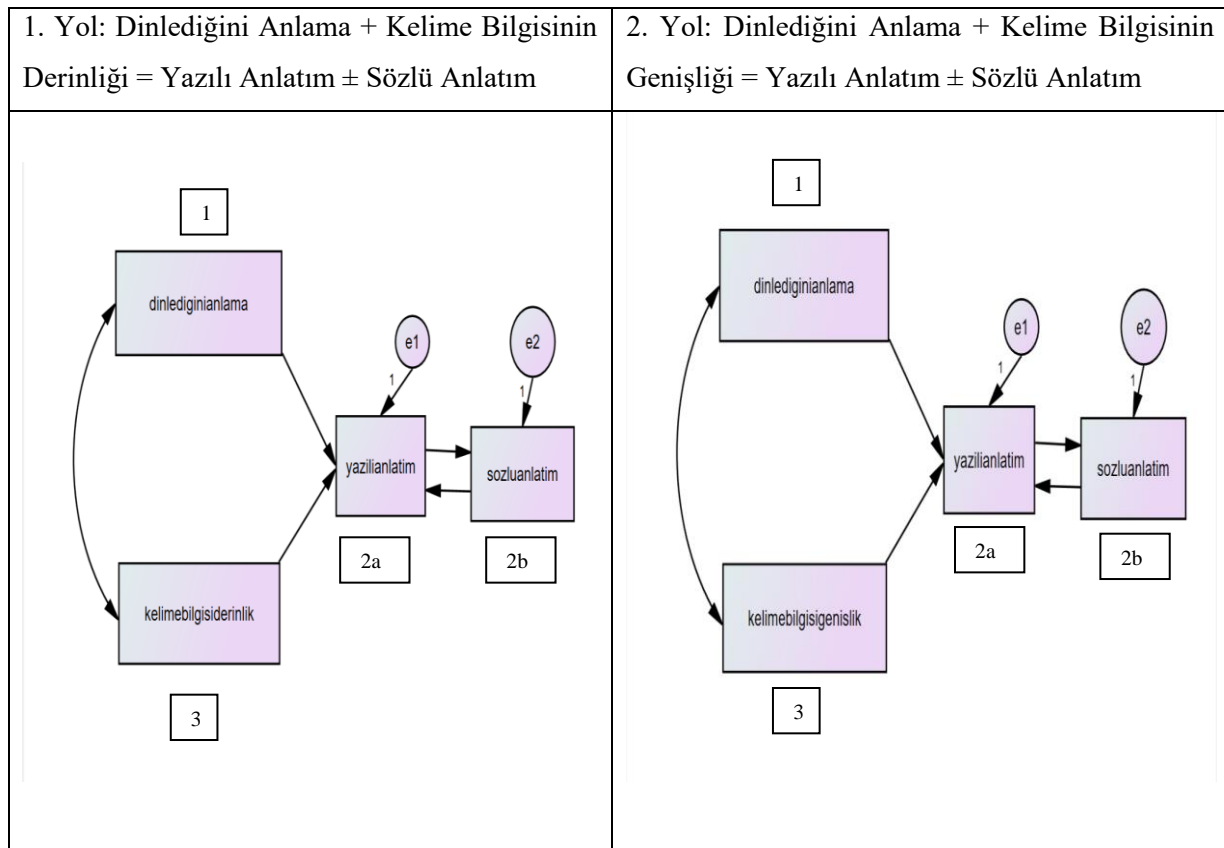 1. Yol: Dinlediğini Anlama + Kelime Bilgisinin
Derinliği = Yazılı Anlatım ± Sözlü Anlatım
1
dinlediginianlama
e1
e2
1
1
yazilianlatim
sozluanlatim
2a
2b
kelimebilgisiderinlik
3
2. Yol: Dinlediğini Anlama + Kelime Bilgisinin
Genişliği = Yazılı Anlatım ± Sözlü Anlatım
1
dinlediginianlama
e1
e2
1
1
yazilianlatim
sozluanlatim
2a
2b
kelimebilgisigenislik
3